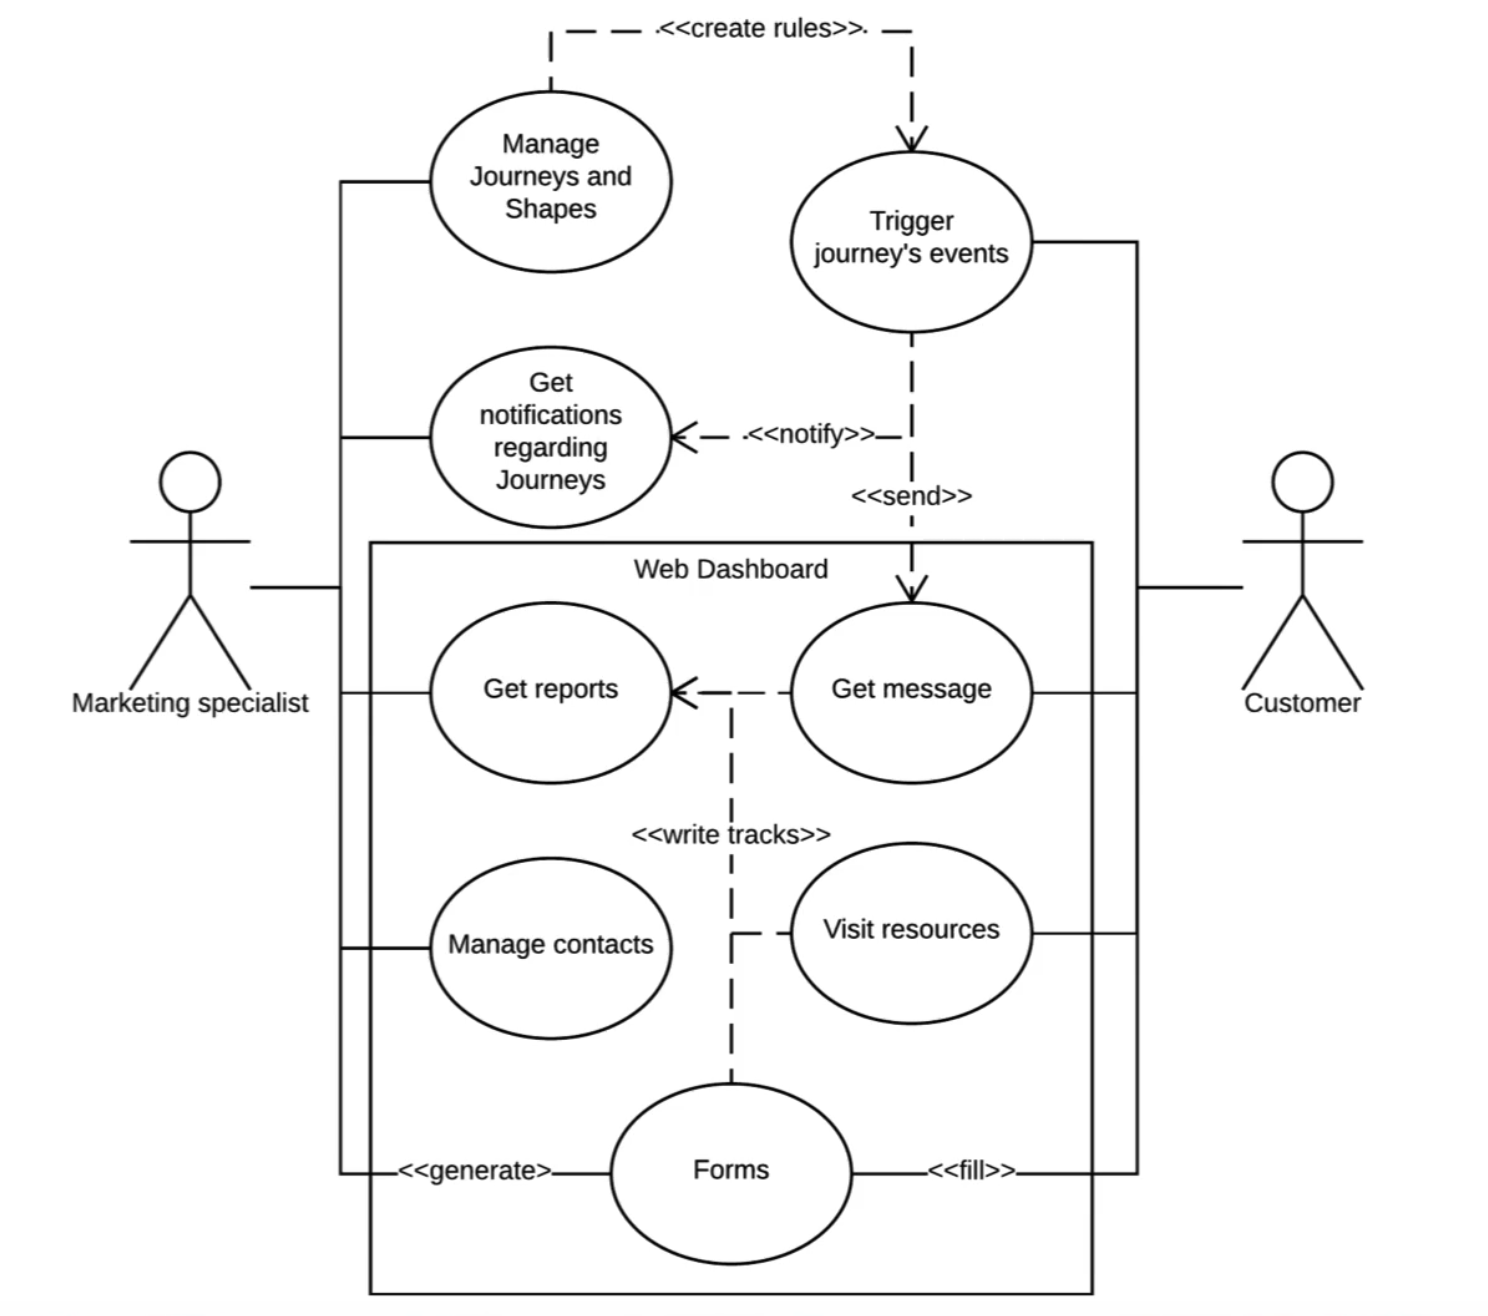 <<create rules>>
Manage
Journeys and
Shapes
Trigger
journey's events
Get
notifications
regarding
Journeys
<<notify>>
<<send>>
Web Dashboard
Get reports
Get message
Marketing specialist
Customer
<<write tracks>>
Manage contacts
Visit resources
<<generate>
Forms
<<fill>>